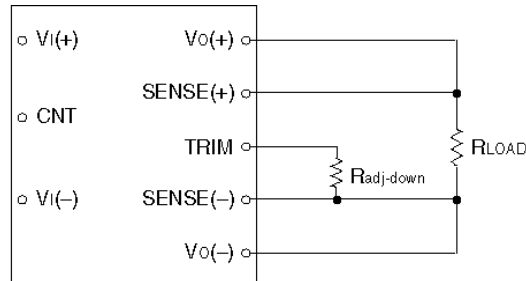 VI(+) VO(+)
SENSE(+)
CNT
TRIM
RLOAD
Radj-down
VI(–) SENSE(–)
VO(–)